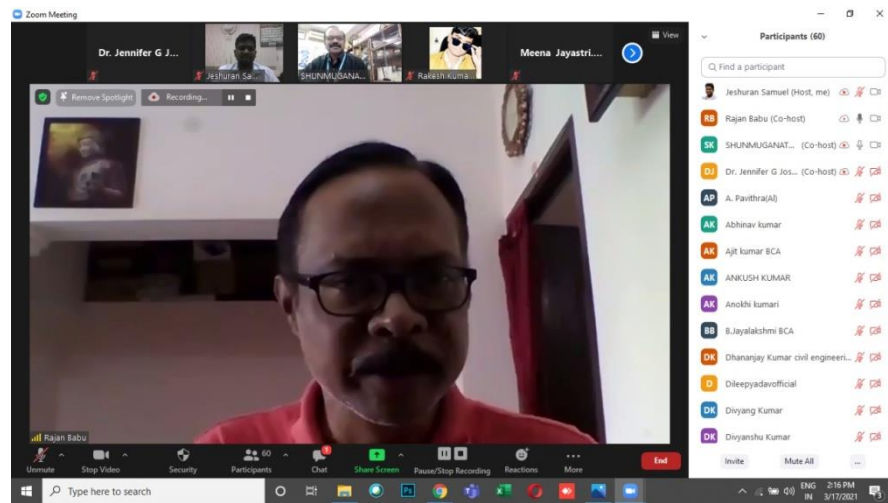 Zoom Meeting
Dr. Jennifer G J...
Jeshuran Sa...
SHUNMUGANA...
Rakesh Kuma...
Meena Jayastri....
View
Remove Spotlight
Recording...
Rajan Babu
Unmute
Stop Video
Security
60
Participants
1
Chat
Share Screen
Pause/Stop Recording
Reactions
More
End
Participants (60)
Find a participant
Jeshuran Samuel (Host, me)
RB Rajan Babu (Co-host)
SK SHUNMUGANAT... (Co-host)
DJ Dr. Jennifer G Jos... (Co-host)
AP A. Pavithra(AI)
AK Abhinav kumar
AK Ajit kumar BCA
AK ANKUSH KUMAR
AK Anokhi kumari
BB B.Jayalakshmi BCA
DK Dhananjay Kumar civil engineeri...
D Dileepyadavofficial
DK Divyang Kumar
DK Divyanshu Kumar
Invite Mute All ...
Type here to search
Ps
ENG
IN
2:16 PM
3/17/2021